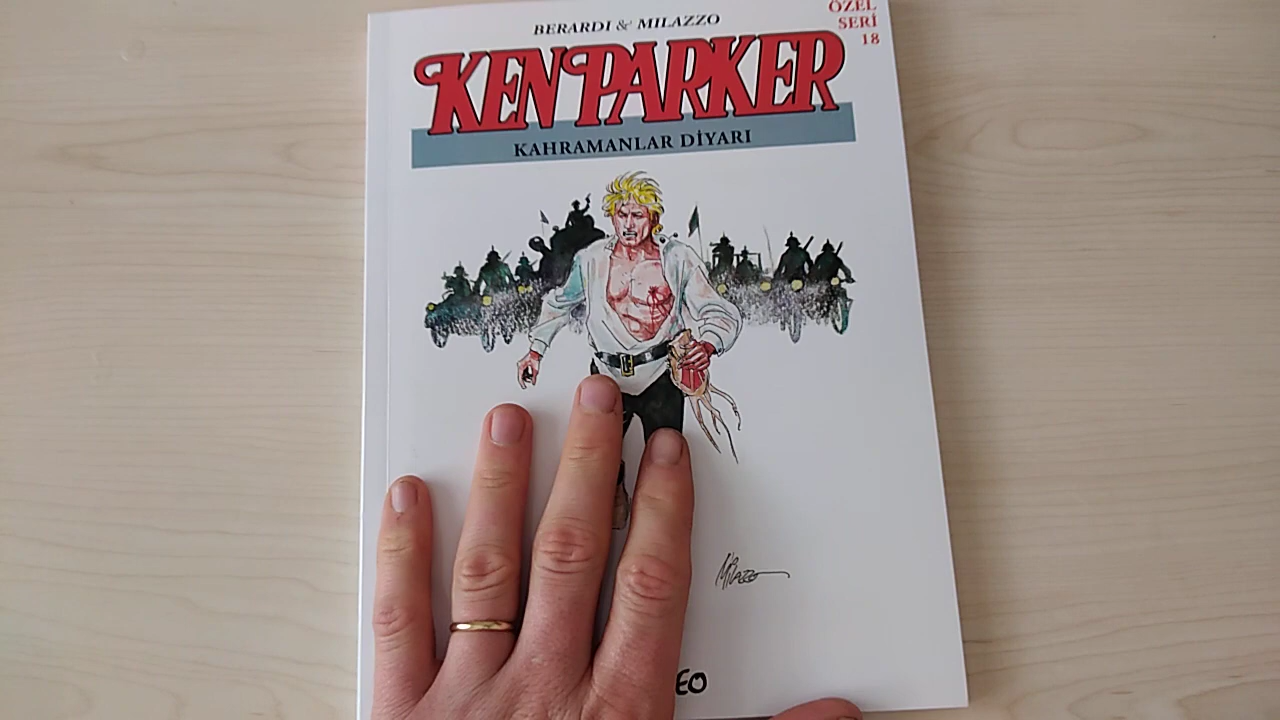 BERARDI & MILAZZO
ÖZEL
SERİ
18
KEN PARKER
KAHRAMANLAR DİYARI
Milazzo